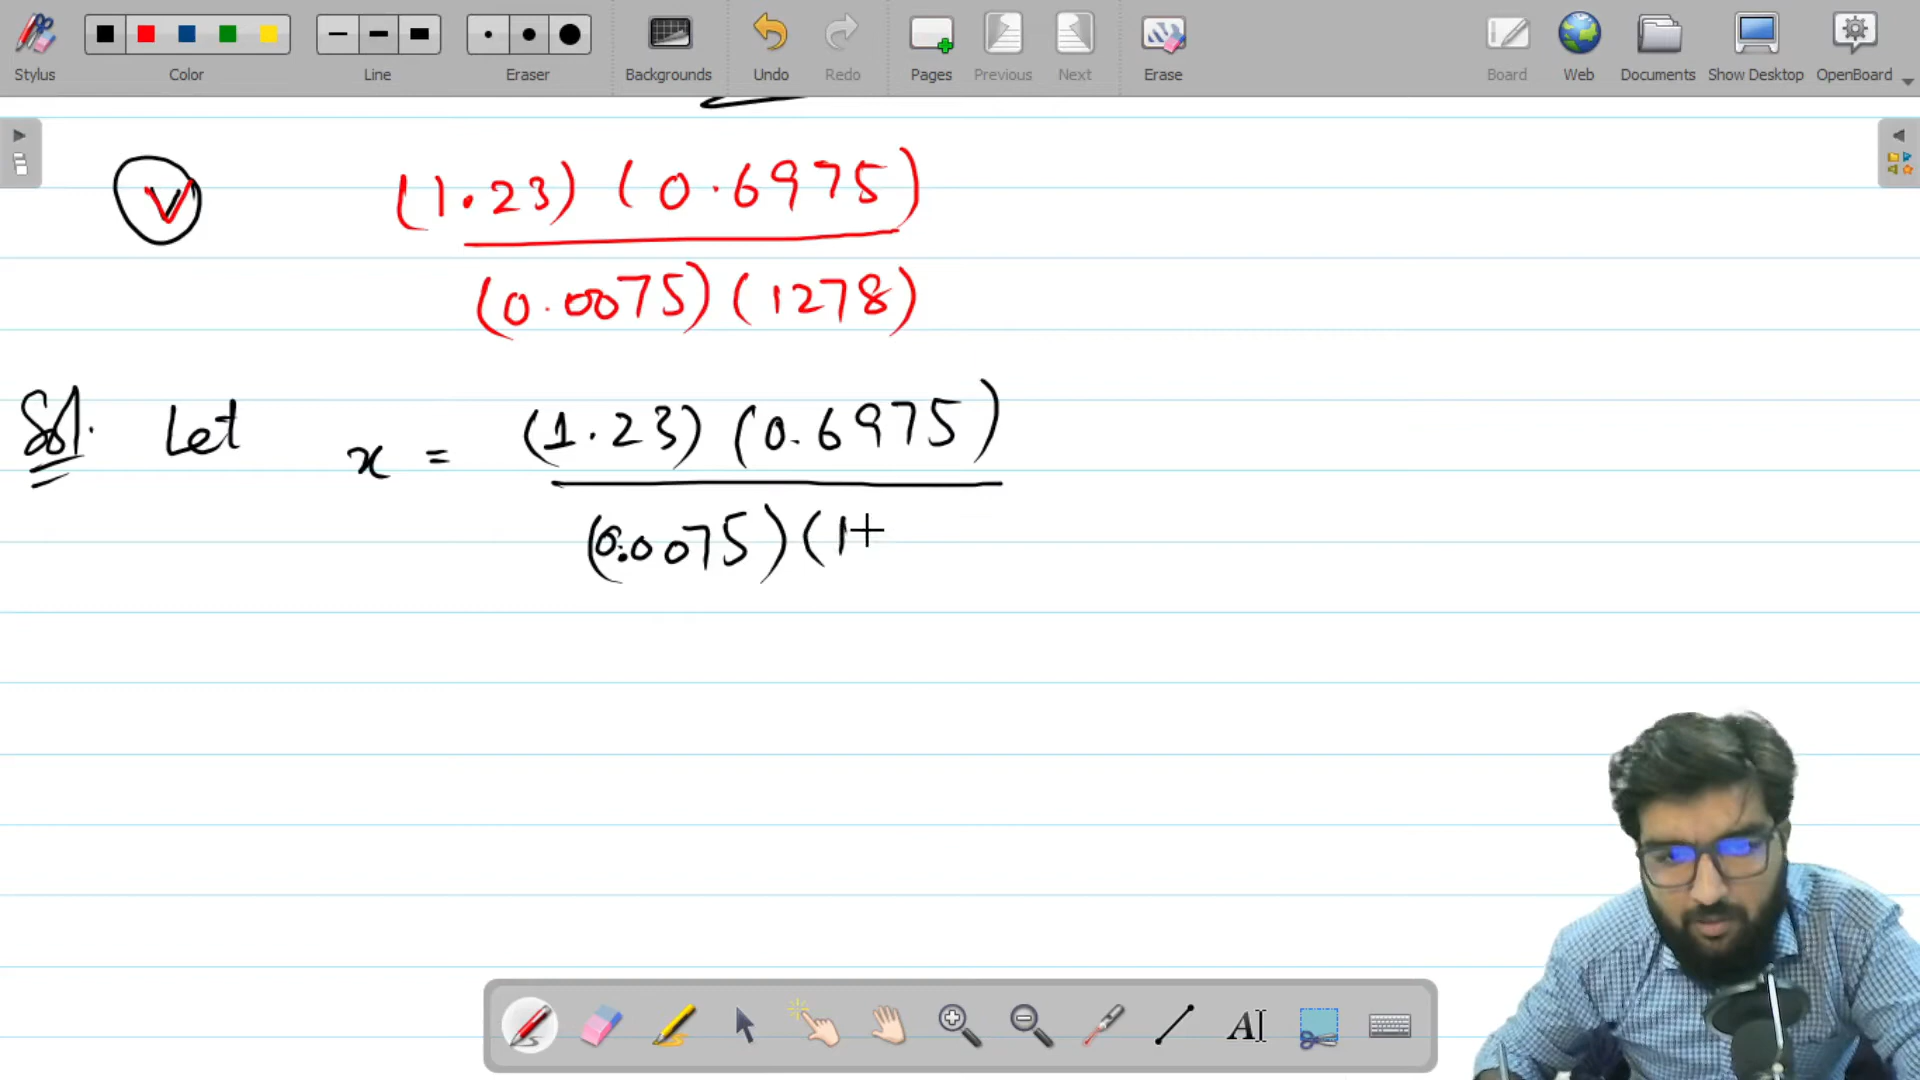 Stylus Color Line Eraser Backgrounds Undo Redo Pages Previous Next Erase Board Web Documents Show Desktop OpenBoard
V (1.23) (0.6975)
(0.0075) (1278)
Sol. Let x = (1.23) (0.6975)
(0.0075) (1